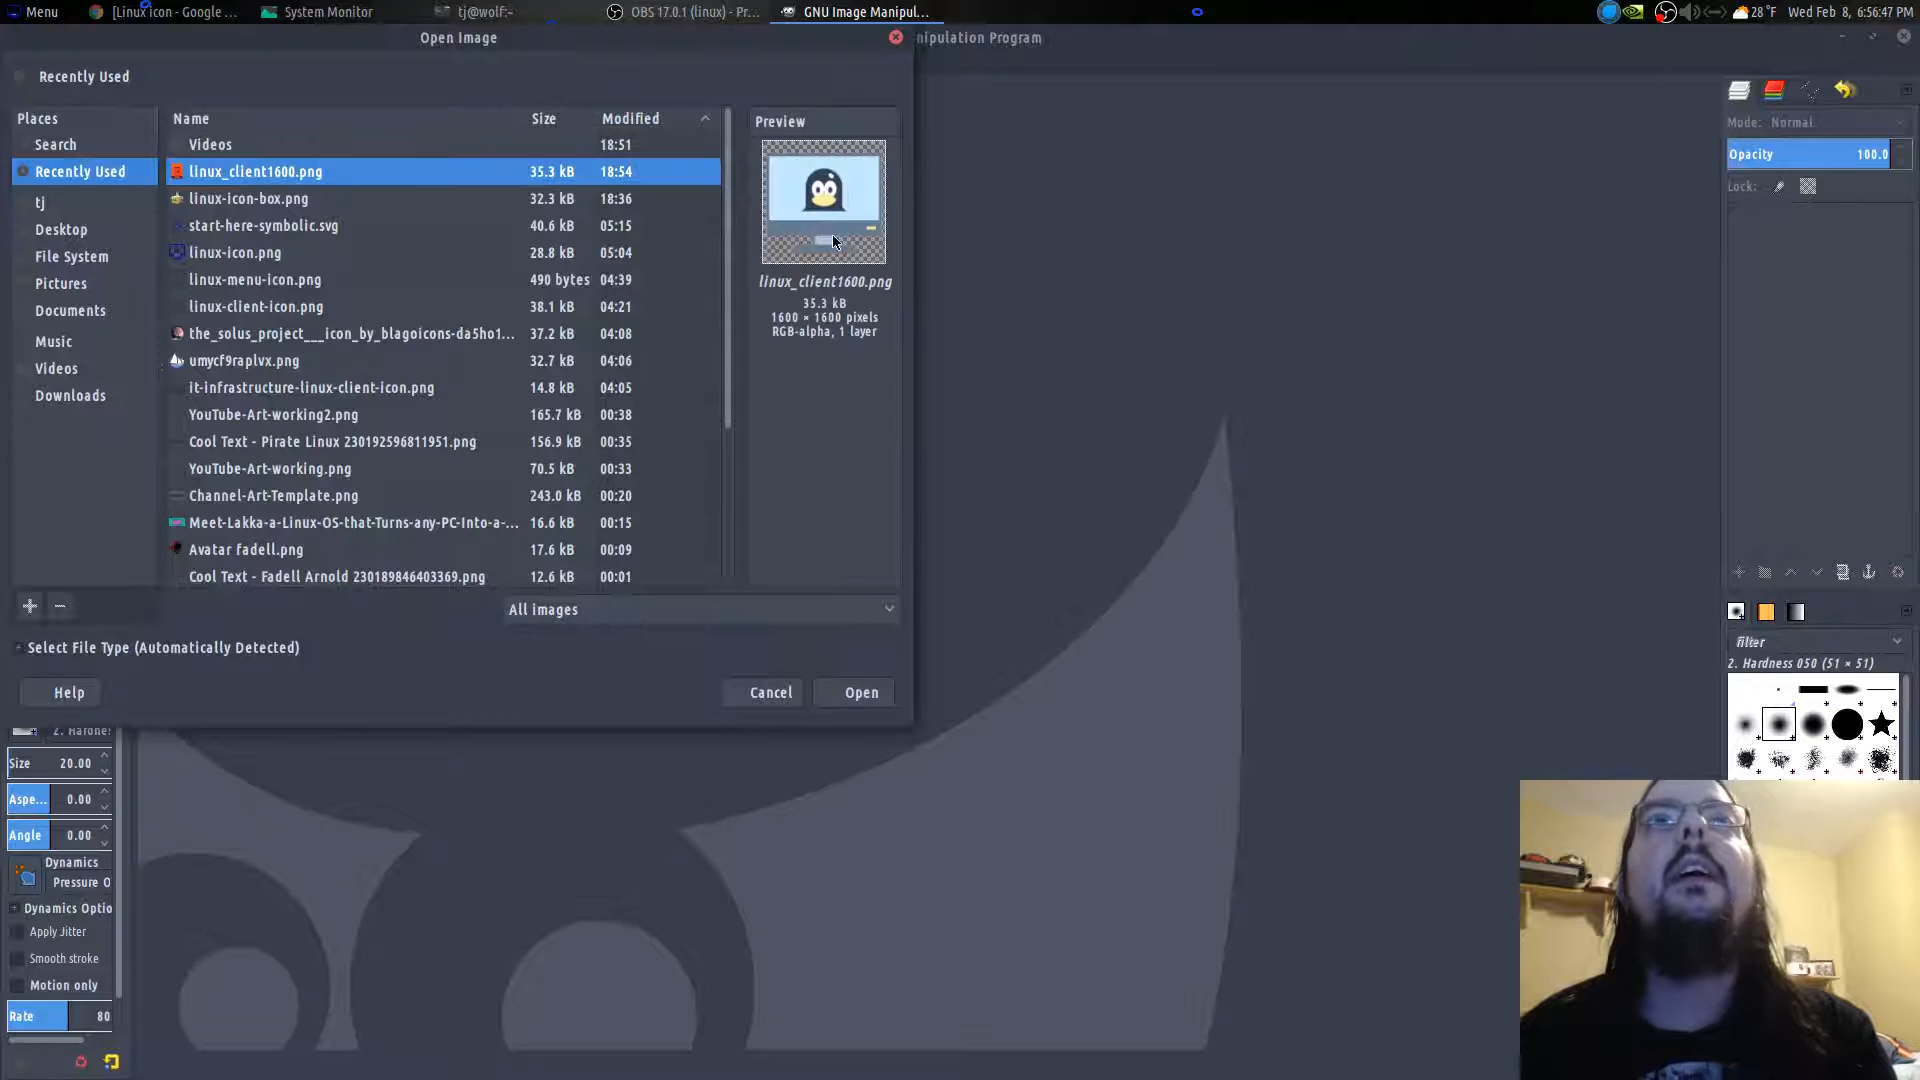 Menu
[Linux icon - Google ...
System Monitor
tj@wolf:~
OBS 17.0.1 (linux) - Pr...
GNU Image Manipul...
28 °F
Wed Feb 8, 6:56:47 PM
Open Image
nipulation Program
Recently Used
Places
Search
Recently Used
tj
Desktop
File System
Pictures
Documents
Music
Videos
Downloads
Name Size Modified
Videos 18:51
linux_client1600.png 35.3 kB 18:54
linux-icon-box.png 32.3 kB 18:36
start-here-symbolic.svg 40.6 kB 05:15
linux-icon.png 28.8 kB 05:04
linux-menu-icon.png 490 bytes 04:39
linux-client-icon.png 38.1 kB 04:21
the_solus_project___icon_by_blagoicons-da5ho1... 37.2 kB 04:08
umycf9raplvx.png 32.7 kB 04:06
it-infrastructure-linux-client-icon.png 14.8 kB 04:05
YouTube-Art-working2.png 165.7 kB 00:38
Cool Text - Pirate Linux 230192596811951.png 156.9 kB 00:35
YouTube-Art-working.png 70.5 kB 00:33
Channel-Art-Template.png 243.0 kB 00:20
Meet-Lakka-a-Linux-OS-that-Turns-any-PC-Into-a-... 16.6 kB 00:15
Avatar fadell.png 17.6 kB 00:09
Cool Text - Fadell Arnold 230189846403369.png 12.6 kB 00:01
Preview
linux_client1600.png
35.3 kB
1600 × 1600 pixels
RGB-alpha, 1 layer
All images
Select File Type (Automatically Detected)
Help
Cancel
Open
Mode: Normal
Opacity 100.0
Lock:
filter
2. Hardness 050 (51 × 51)
2. Hardne
Size 20.00
Aspe... 0.00
Angle 0.00
Dynamics
Pressure O
Dynamics Optio
Apply Jitter
Smooth stroke
Motion only
Rate 80